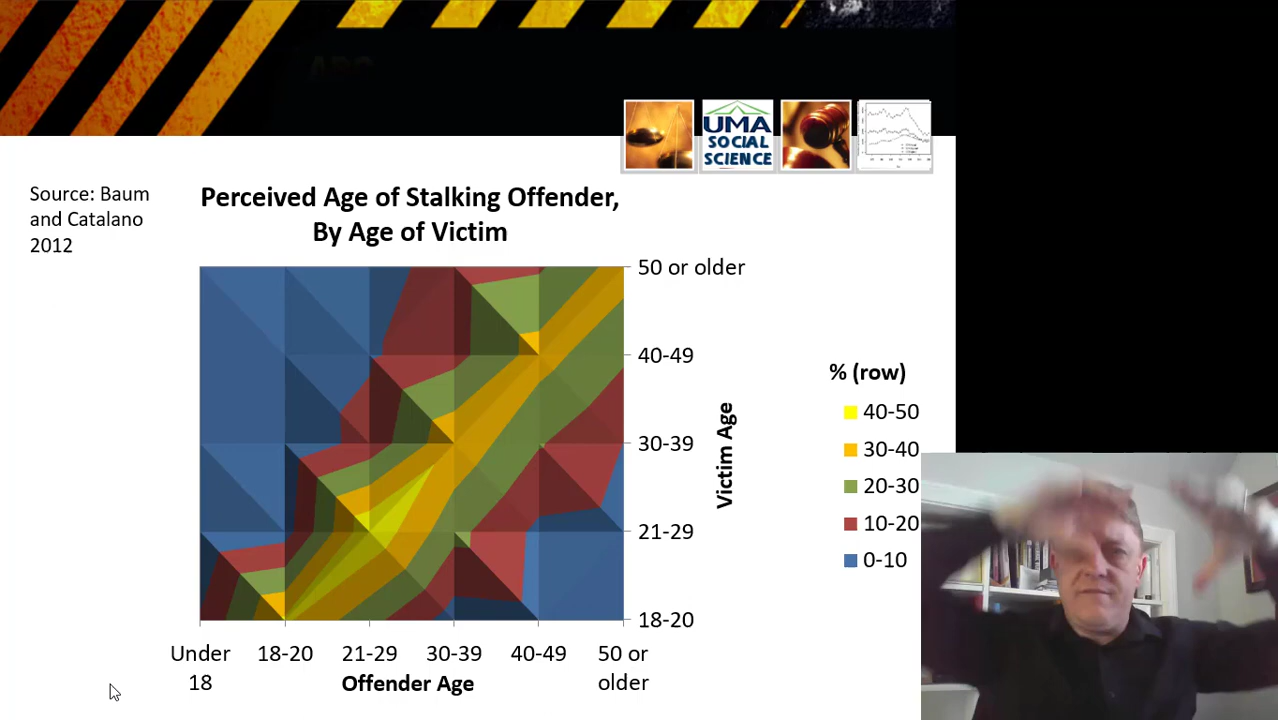 UMA
SOCIAL
SCIENCE
Source: Baum
and Catalano
2012
Perceived Age of Stalking Offender,
By Age of Victim
50 or older
40-49
30-39
21-29
18-20
Victim Age
% (row)
40-50
30-40
20-30
10-20
0-10
Under
18
18-20
21-29
30-39
40-49
50 or
older
Offender Age